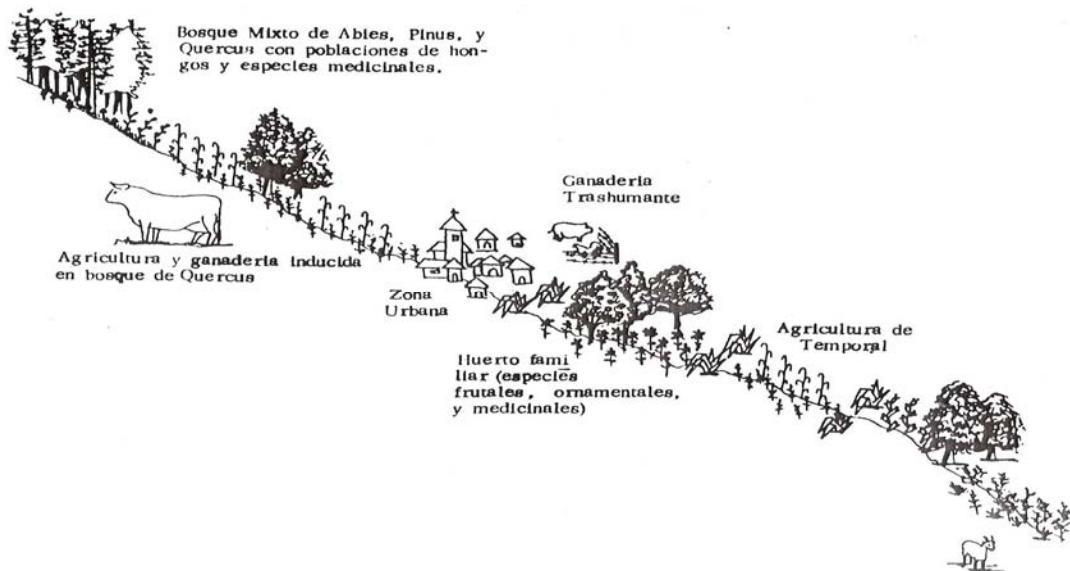 Bosque Mixto de Abies, Pinus, y
Quercus con poblaciones de hon-
gos y especies medicinales.
Ganaderia
Trashumante
Agricultura y ganaderia inducida
en bosque de Quercus
Zona
Urbana
Agricultura de
Temporal
Huerto fami
liar (especies
frutales, ornamentales,
y medicinales)